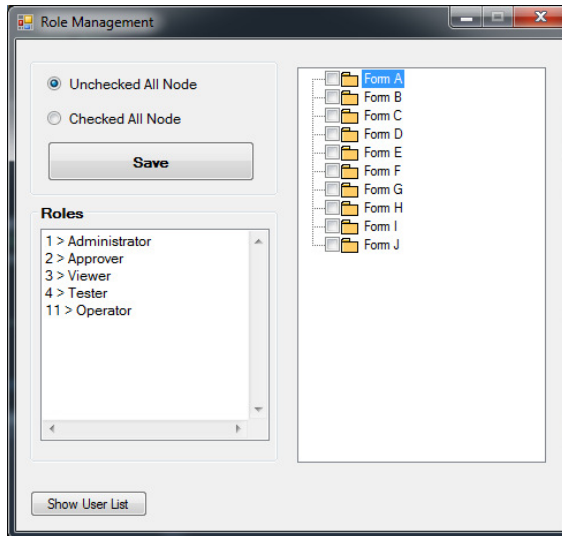 Role Management
Unchecked All Node
Checked All Node
Save
Roles
1 > Administrator
2 > Approver
3 > Viewer
4 > Tester
11 > Operator
Show User List
Form A
Form B
Form C
Form D
Form E
Form F
Form G
Form H
Form I
Form J